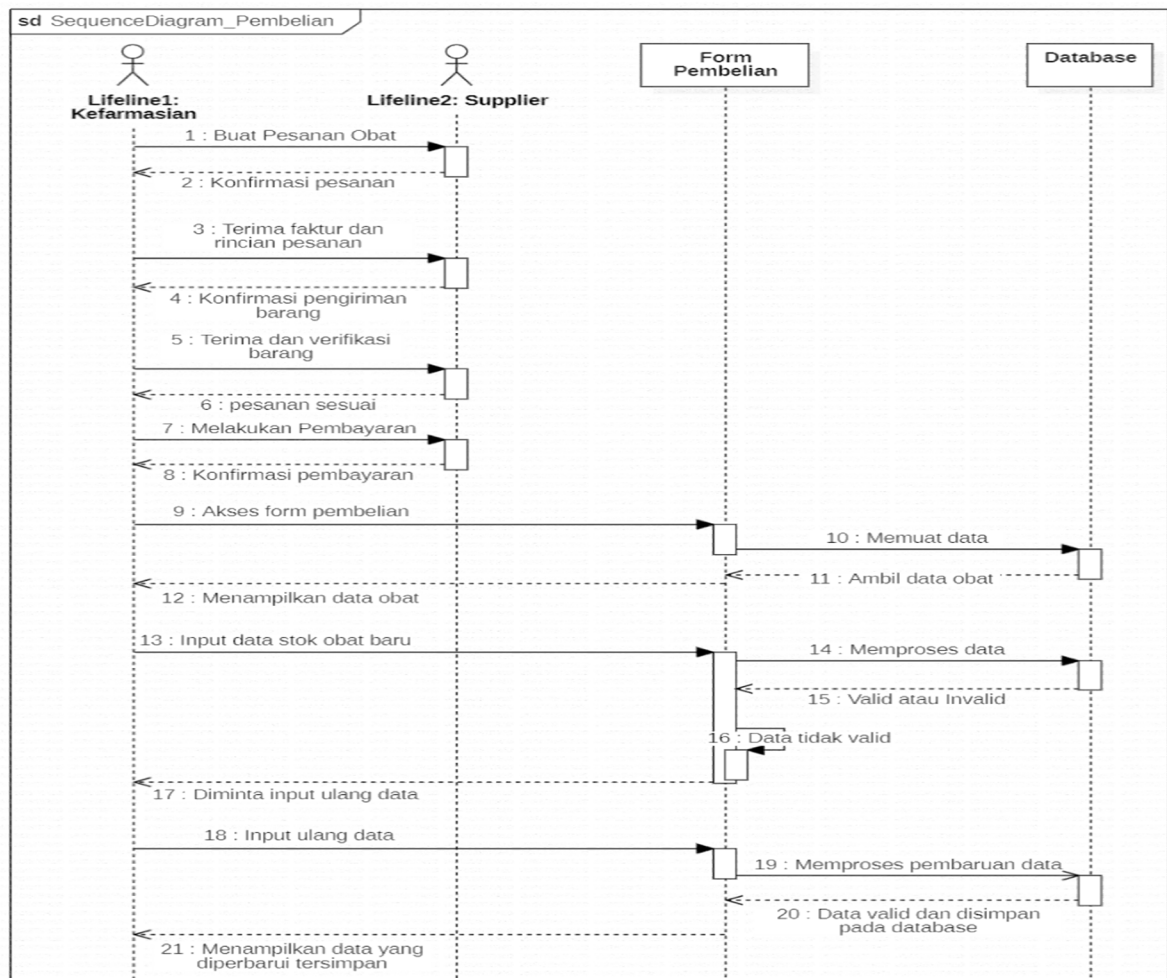 sd SequenceDiagram_Pembelian
Form
Pembelian
Database
Lifeline1:
Kefarmasian
Lifeline2: Supplier
1 : Buat Pesanan Obat
2 : Konfirmasi pesanan
3 : Terima faktur dan
rincian pesanan
4 : Konfirmasi pengiriman
barang
5 : Terima dan verifikasi
barang
6 : pesanan sesuai
7 : Melakukan Pembayaran
8 : Konfirmasi pembayaran
9 : Akses form pembelian
10 : Memuat data
11 : Ambil data obat
12 : Menampilkan data obat
13 : Input data stok obat baru
14 : Memproses data
15 : Valid atau Invalid
16 : Data tidak valid
17 : Diminta input ulang data
18 : Input ulang data
19 : Memproses pembaruan data
20 : Data valid dan disimpan
pada database
21 : Menampilkan data yang
diperbarui tersimpan